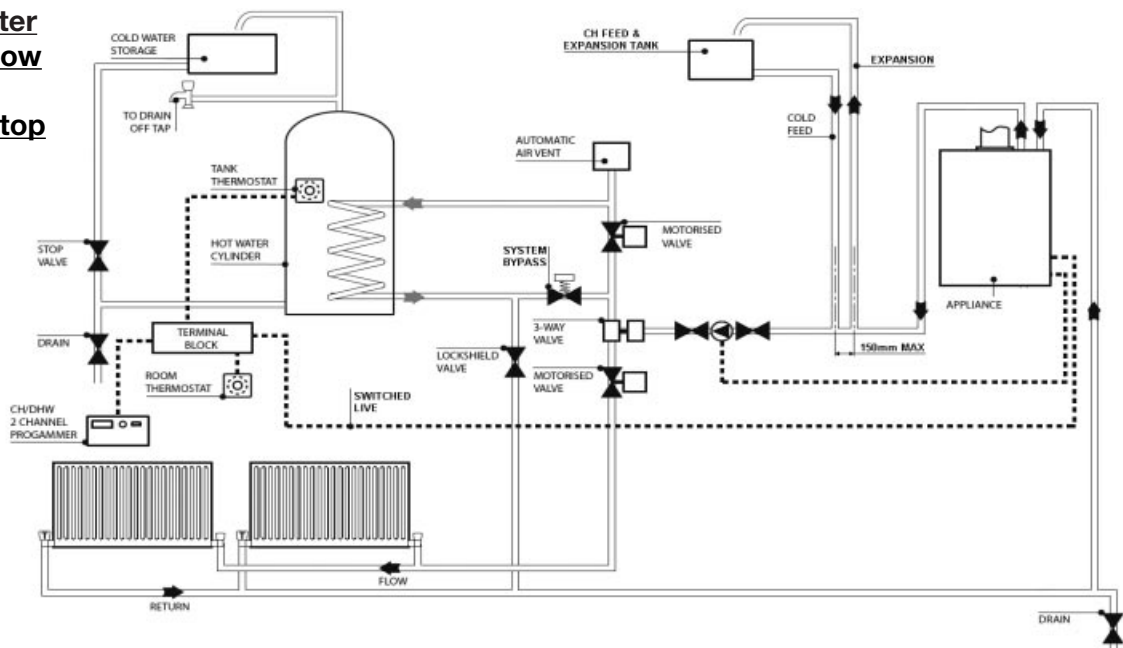 ter
ow
top
COLD WATER
STORAGE
TO DRAIN
OFF TAP
TANK
THERMOSTAT
STOP
VALVE
HOT WATER
CYLINDER
DRAIN
TERMINAL
BLOCK
ROOM
THERMOSTAT
CH/DHW
2 CHANNEL
PROGAMMER
SWITCHED
LIVE
CH FEED &
EXPANSION TANK
EXPANSION
COLD
FEED
AUTOMATIC
AIR VENT
MOTORISED
VALVE
SYSTEM
BYPASS
3-WAY
VALVE
LOCKSHIELD
VALVE
MOTORISED
VALVE
150mm MAX
APPLIANCE
T
T
FLOW
RETURN
DRAIN